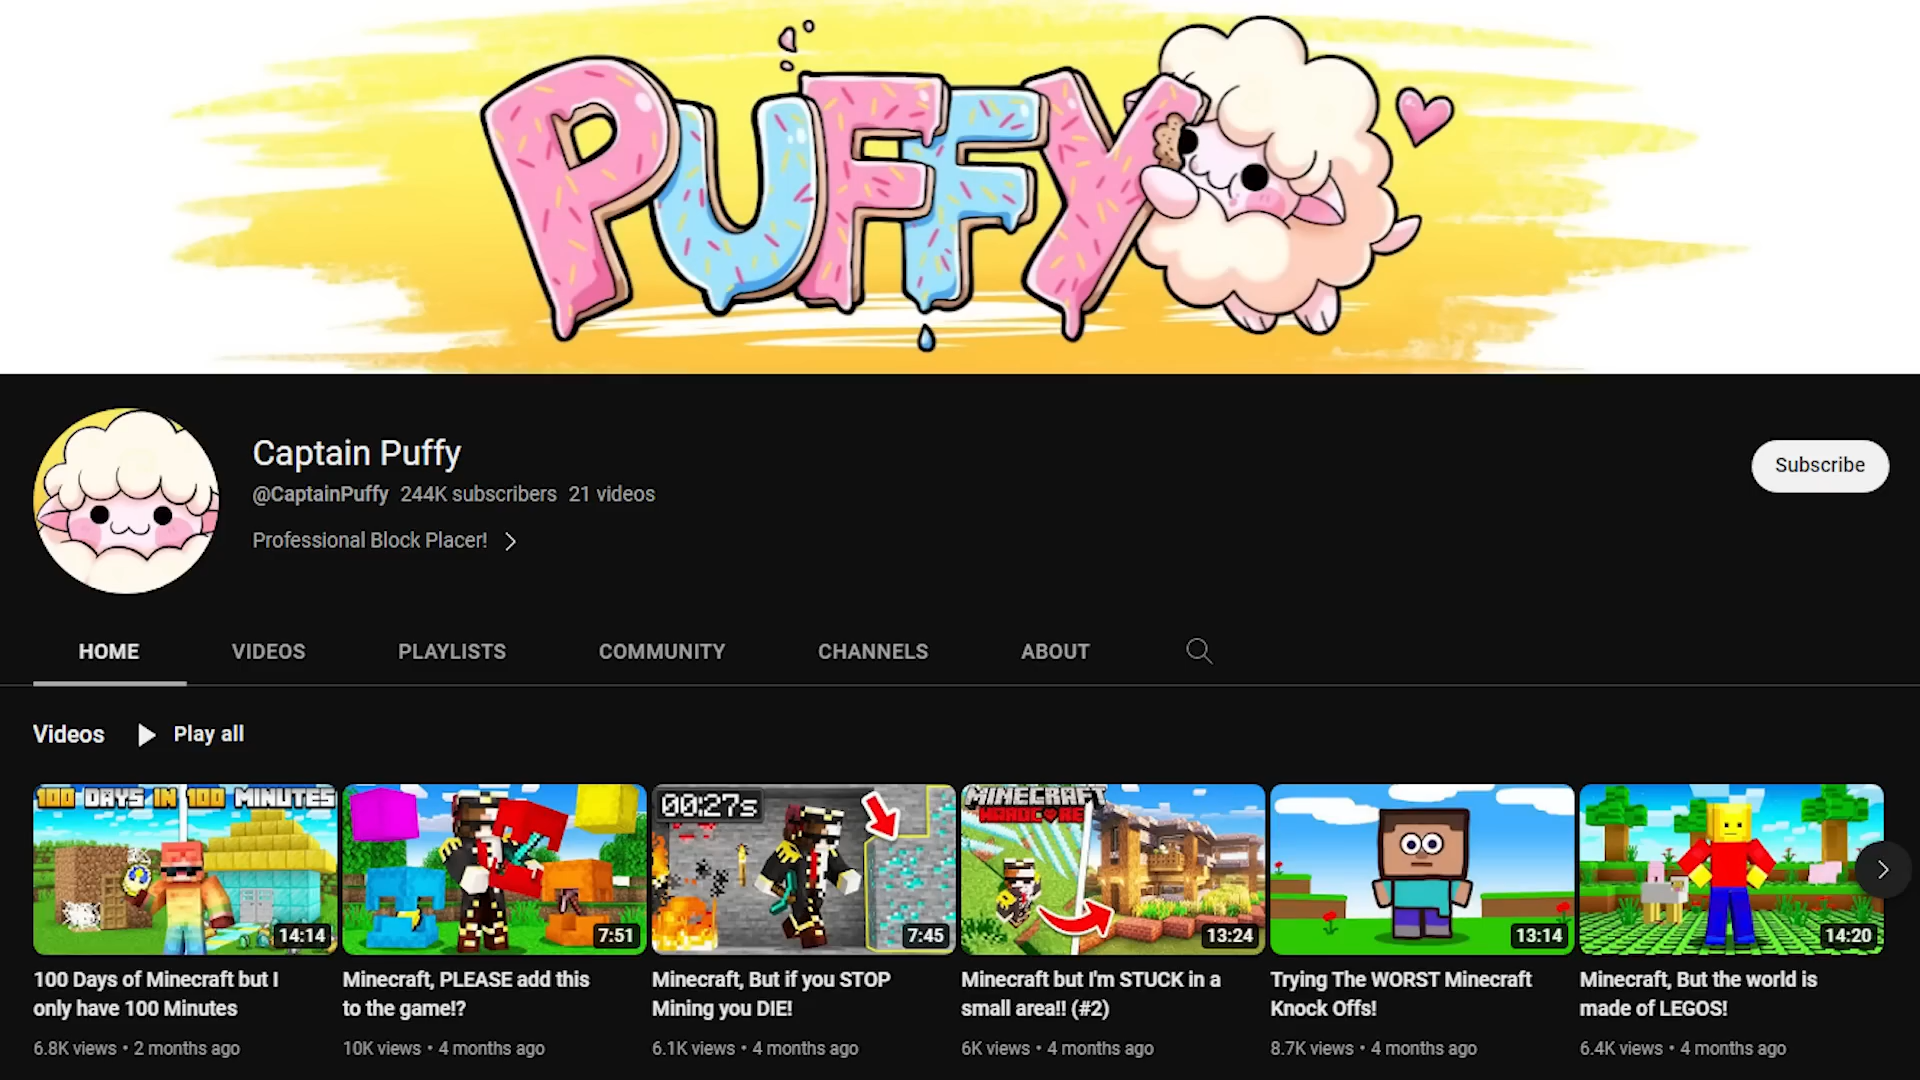 PUFFY
Captain Puffy
@CaptainPuffy 244K subscribers 21 videos
Professional Block Placer!
Subscribe
HOME VIDEOS PLAYLISTS COMMUNITY CHANNELS ABOUT
Videos Play all
100 DAYS IN 100 MINUTES
14:14
7:51
00:27s
7:45
MINECRAFT
HARDCORE
13:24
13:14
14:20
100 Days of Minecraft but I
only have 100 Minutes
6.8K views • 2 months ago
Minecraft, PLEASE add this
to the game!?
10K views • 4 months ago
Minecraft, But if you STOP
Mining you DIE!
6.1K views • 4 months ago
Minecraft but I'm STUCK in a
small area!! (#2)
6K views • 4 months ago
Trying The WORST Minecraft
Knock Offs!
8.7K views • 4 months ago
Minecraft, But the world is
made of LEGOS!
6.4K views • 4 months ago